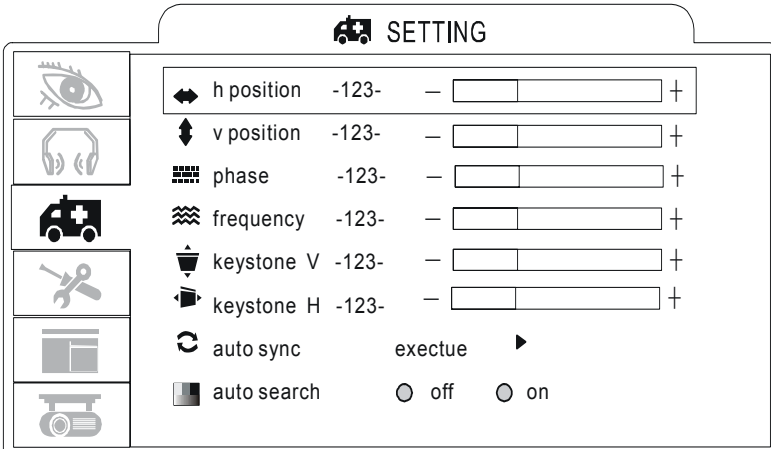 SETTING
h position -123- — +
v position -123- — +
phase -123- — +
frequency -123- — +
keystone V -123- — +
keystone H -123- — +
auto sync exectue
auto search off on